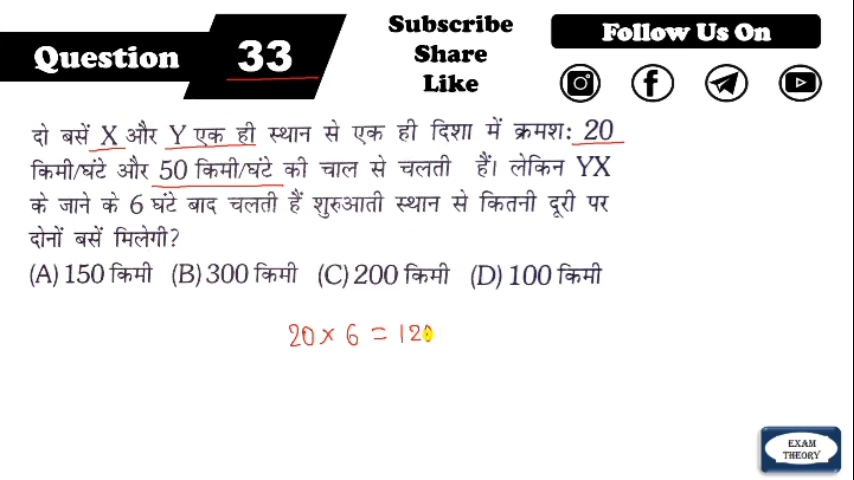 Question
33
Subscribe
Share
Like
Follow Us On
दो बसें X और Y एक ही स्थान से एक ही दिशा में क्रमश: 20
किमी/घंटे और 50 किमी/घंटे की चाल से चलती हैं। लेकिन YX
के जाने के 6 घंटे बाद चलती हैं शुरुआती स्थान से कितनी दूरी पर
दोनों बसें मिलेगी?
(A) 150 किमी (B) 300 किमी (C) 200 किमी (D) 100 किमी
20 × 6 = 120
EXAM
THEORY